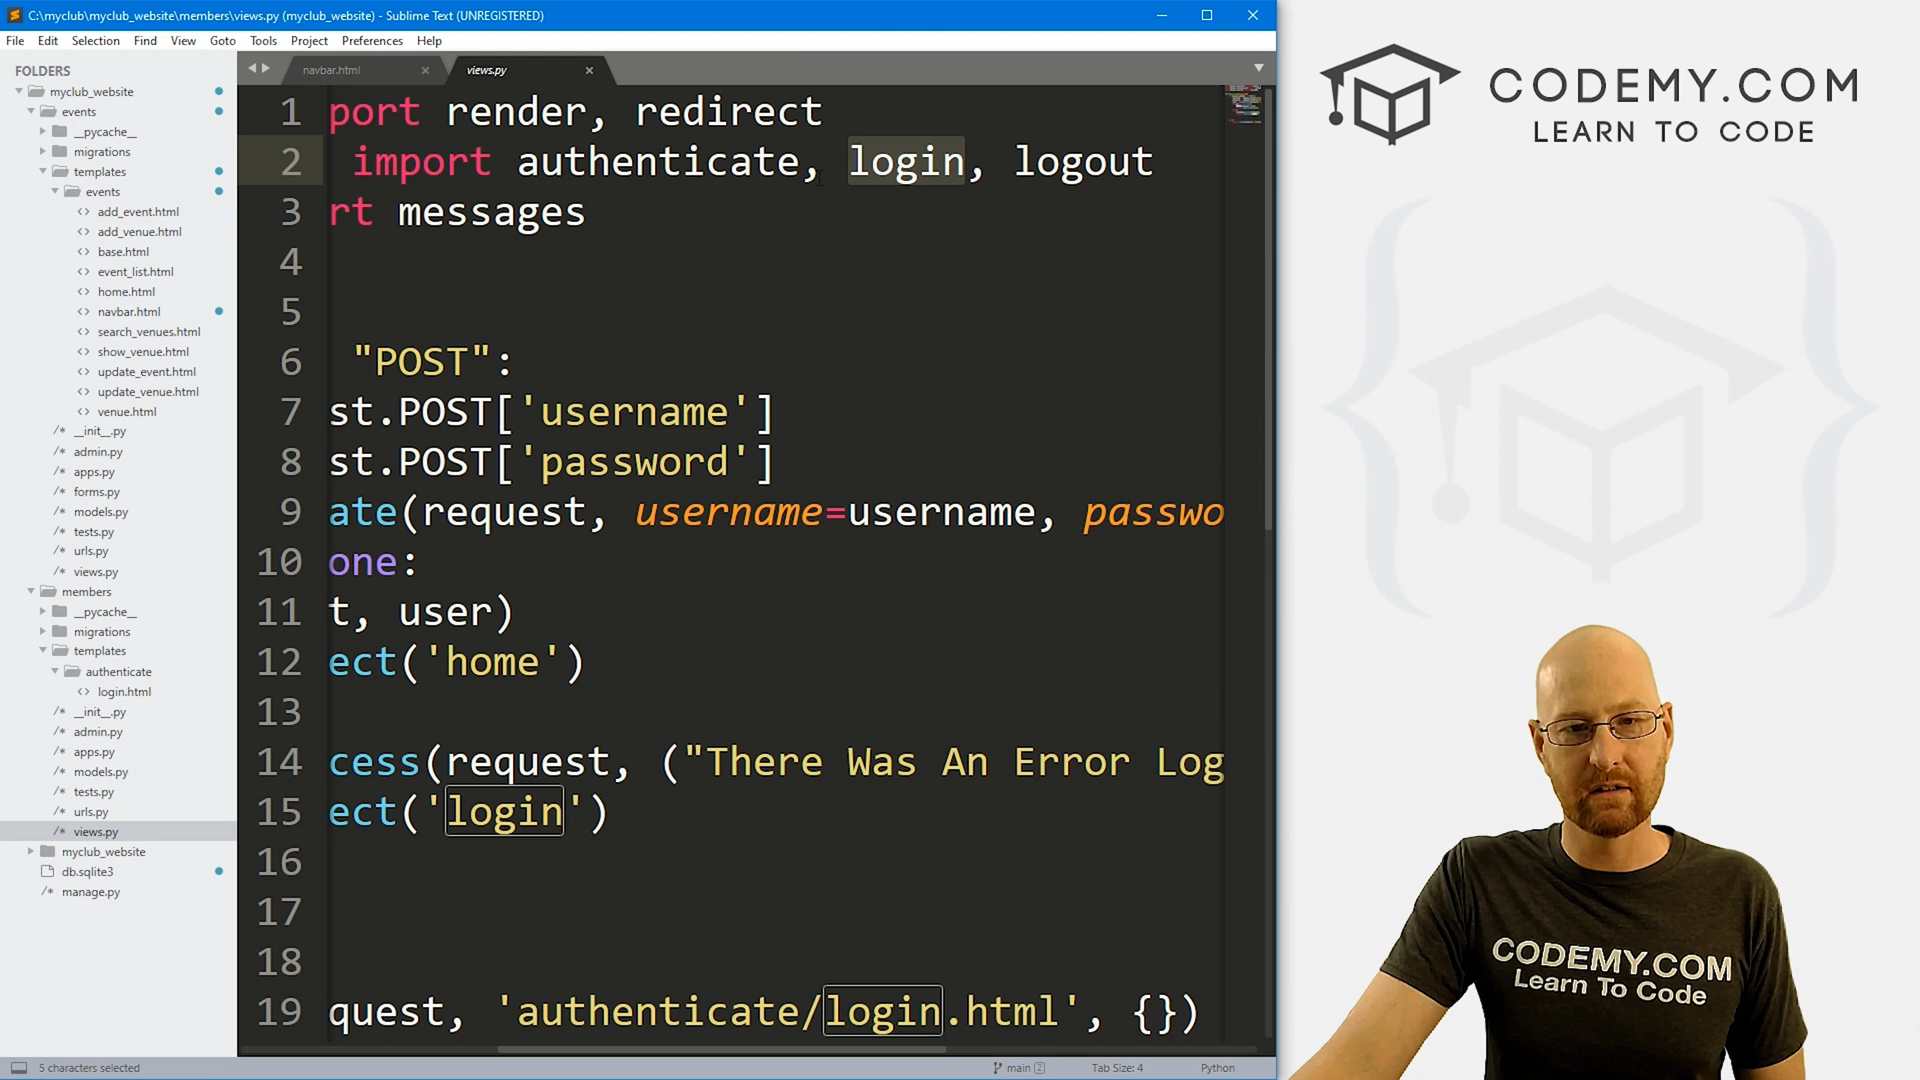 C:\myclub\myclub_website\members\views.py (myclub_website) - Sublime Text (UNREGISTERED)
File Edit Selection Find View Goto Tools Project Preferences Help
FOLDERS
myclub_website
events
__pycache__
migrations
templates
events
add_event.html
add_venue.html
base.html
event_list.html
home.html
navbar.html
search_venues.html
show_venue.html
update_event.html
update_venue.html
venue.html
__init__.py
admin.py
apps.py
forms.py
models.py
tests.py
urls.py
views.py
members
__pycache__
migrations
templates
authenticate
login.html
__init__.py
admin.py
apps.py
models.py
tests.py
urls.py
views.py
myclub_website
db.sqlite3
manage.py
navbar.html
views.py
1 port render, redirect
2 import authenticate, login, logout
3 rt messages
4
5
6 "POST":
7 st.POST['username']
8 st.POST['password']
9 ate(request, username=username, passwo
10 one:
11 t, user)
12 ect('home')
13
14 cess(request, ("There Was An Error Log
15 ect('login')
16
17
18
19 quest, 'authenticate/login.html', {})
5 characters selected
main 2
Tab Size: 4
Python
CODEMY.COM
LEARN TO CODE
CODEMY.COM
Learn To Code